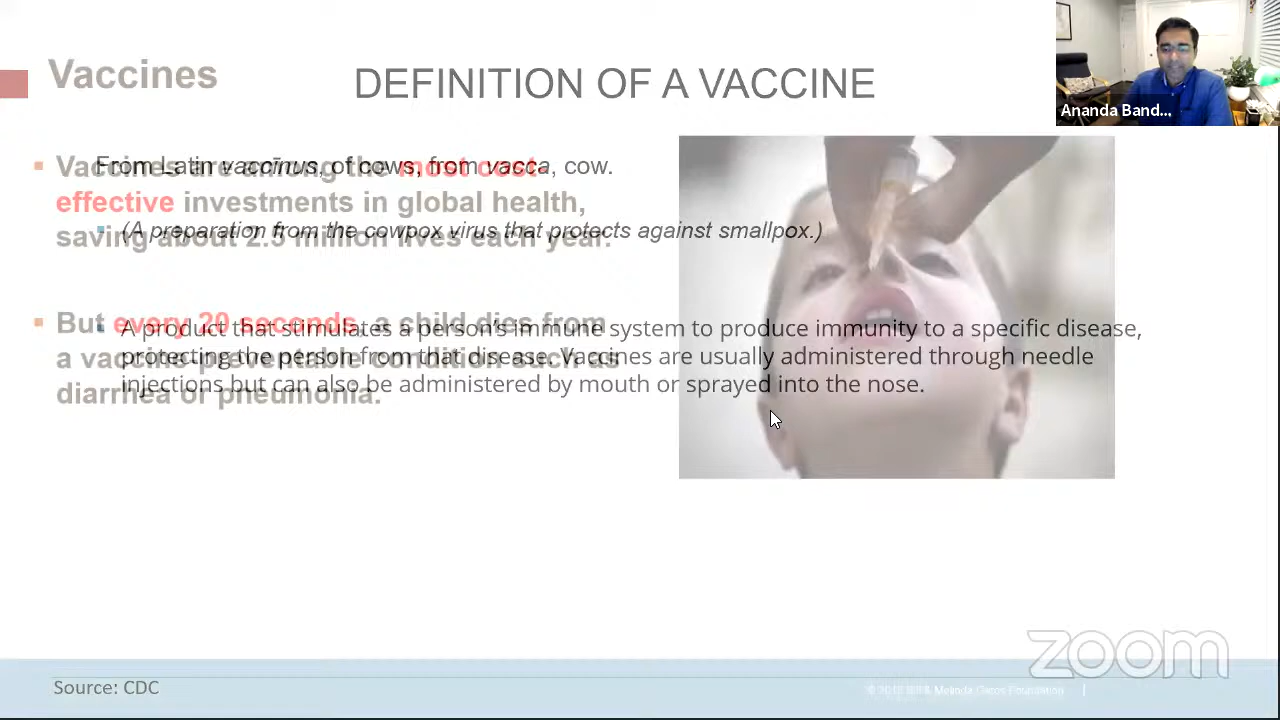 Vaccines
DEFINITION OF A VACCINE
Ananda Band...
Vaccines are among the most cost-
effective investments in global health,
saving about 2.5 million lives each year.
But every 20 seconds, a child dies from
a vaccine-preventable condition such as
diarrhea or pneumonia.
From Latin vaccinus, of cows, from vacca, cow.
(A preparation from the cowpox virus that protects against smallpox.)
A product that stimulates a person's immune system to produce immunity to a specific disease,
protecting the person from that disease. Vaccines are usually administered through needle
injections but can also be administered by mouth or sprayed into the nose.
zoom
Source: CDC
Melinda Gates Foundation